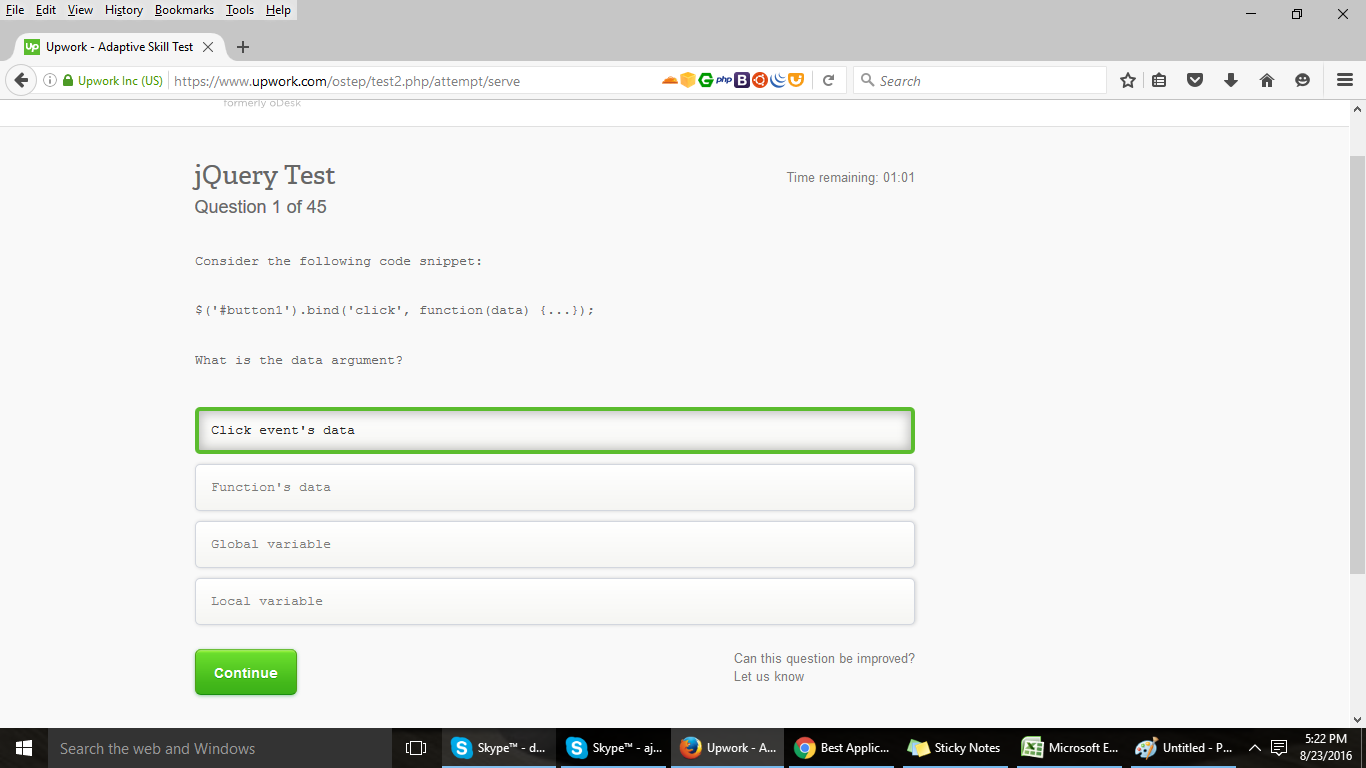 File Edit View History Bookmarks Tools Help
Up Upwork - Adaptive Skill Test
Upwork Inc (US) https://www.upwork.com/ostep/test2.php/attempt/serve php B Search
formerly oDesk
jQuery Test
Time remaining: 01:01
Question 1 of 45
Consider the following code snippet:
$('#button1').bind('click', function(data) {...});
What is the data argument?
Click event's data
Function's data
Global variable
Local variable
Continue
Can this question be improved?
Let us know
Search the web and Windows
Skype™ - d...
Skype™ - aj...
Upwork - A...
Best Applic...
Sticky Notes
Microsoft E...
Untitled - P...
5:22 PM
8/23/2016